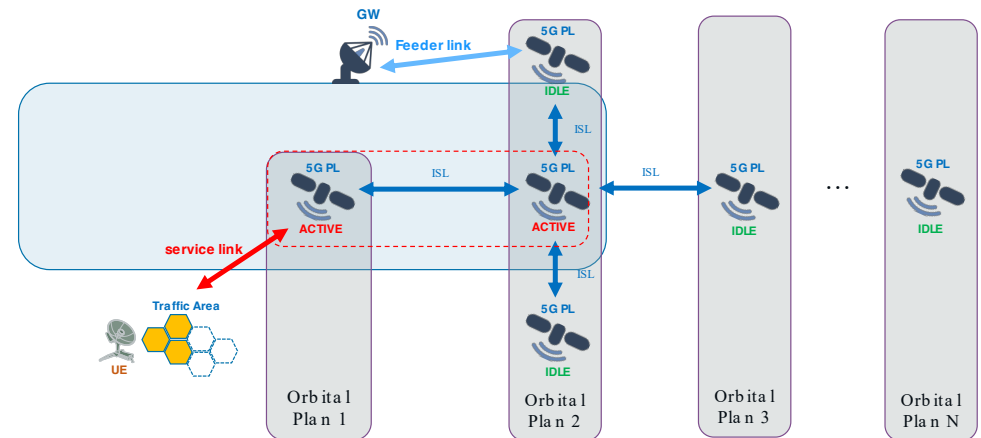 GW
Feeder link
5G PL
IDLE
ISL
5G PL
ACTIVE
ISL
5G PL
ACTIVE
ISL
5G PL
IDLE
...
5G PL
IDLE
service link
ISL
Traffic Area
UE
5G PL
IDLE
Orbital
Plan 1
Orbital
Plan 2
Orbital
Plan 3
Orbital
Plan N